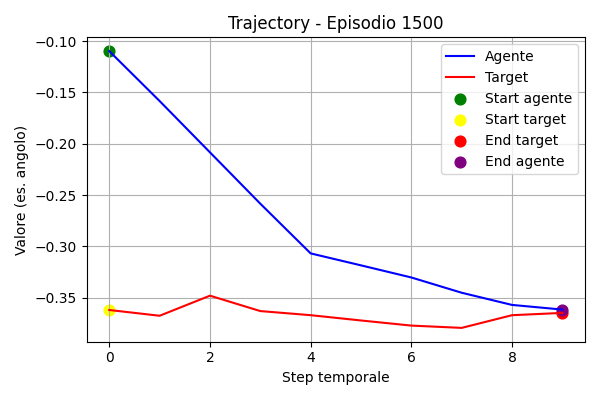 Trajectory - Episodio 1500
Valore (es. angolo)
−0.10
−0.15
−0.20
−0.25
−0.30
−0.35
Agente
Target
Start agente
Start target
End target
End agente
0 2 4 6 8
Step temporale